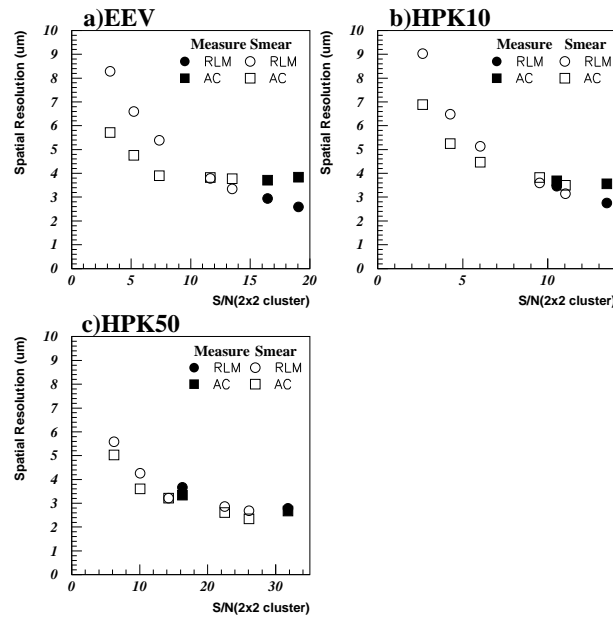 a)EEV
Spatial Resolution (um)
10
9
8
7
6
5
4
3
2
1
0
Measure Smear
RLM RLM
AC AC
0 5 10 15 20
S/N(2x2 cluster)
b)HPK10
Spatial Resolution (um)
10
9
8
7
6
5
4
3
2
1
0
Measure Smear
RLM RLM
AC AC
0 5 10
S/N(2x2 cluster)
c)HPK50
Spatial Resolution (um)
10
9
8
7
6
5
4
3
2
1
0
Measure Smear
RLM RLM
AC AC
0 10 20 30
S/N(2x2 cluster)